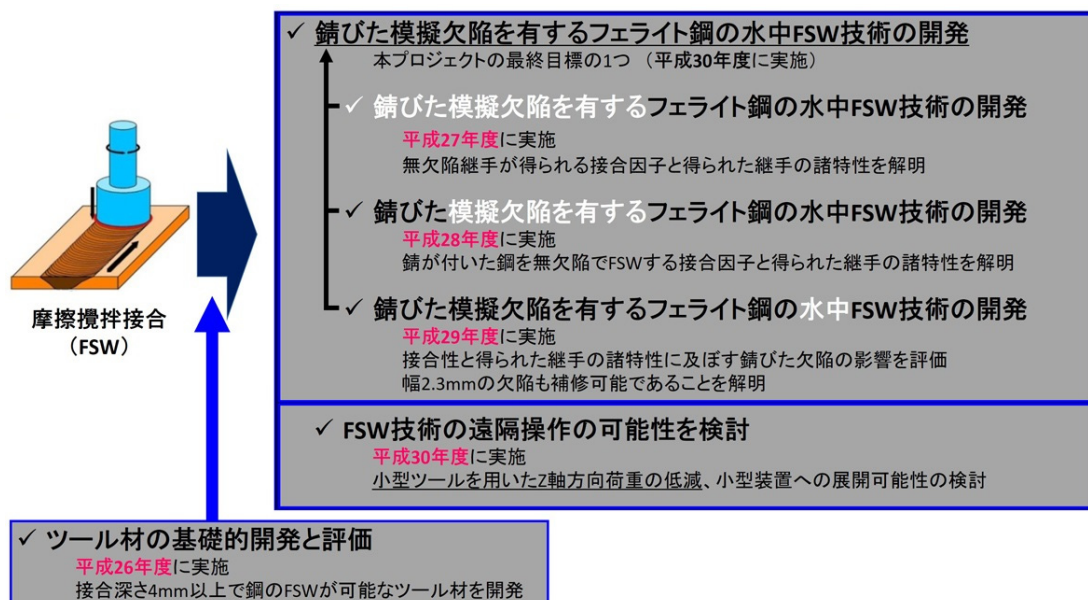 ✓ 錆びた模擬欠陥を有するフェライト鋼の水中FSW技術の開発
本プロジェクトの最終目標の1つ （平成30年度に実施）
✓ 錆びた模擬欠陥を有するフェライト鋼の水中FSW技術の開発
平成27年度に実施
無欠陥継手が得られる接合因子と得られた継手の諸特性を解明
✓ 錆びた模擬欠陥を有するフェライト鋼の水中FSW技術の開発
平成28年度に実施
錆が付いた鋼を無欠陥でFSWする接合因子と得られた継手の諸特性を解明
✓ 錆びた模擬欠陥を有するフェライト鋼の水中FSW技術の開発
平成29年度に実施
接合性と得られた継手の諸特性に及ぼす錆びた欠陥の影響を評価
幅2.3mmの欠陥も補修可能であることを解明
摩擦攪拌接合
（FSW）
✓ FSW技術の遠隔操作の可能性を検討
平成30年度に実施
小型ツールを用いたZ軸方向荷重の低減、小型装置への展開可能性の検討
✓ ツール材の基礎的開発と評価
平成26年度に実施
接合深さ4mm以上で鋼のFSWが可能なツール材を開発